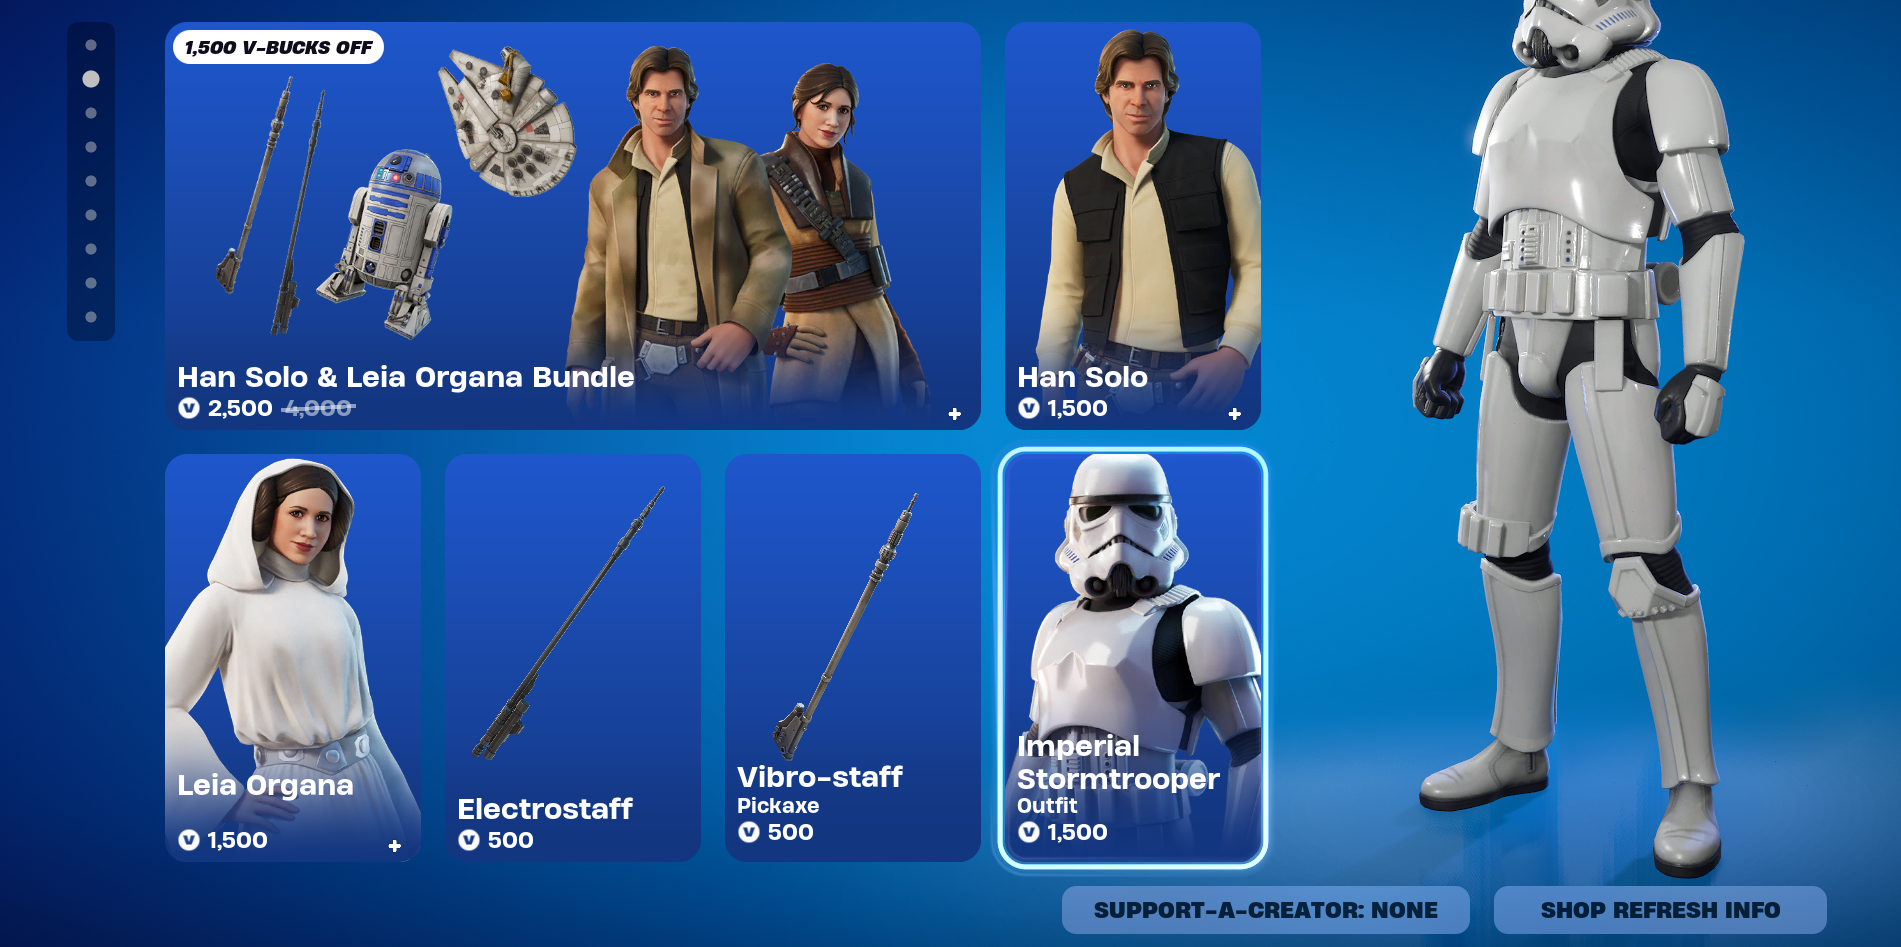 1,500 V-BUCKS OFF
Han Solo & Leia Organa Bundle
2,500 4,000
+
Han Solo
1,500
+
Leia Organa
1,500
+
Electrostaff
500
Vibro-staff
Pickaxe
500
Imperial
Stormtrooper
Outfit
1,500
SUPPORT-A-CREATOR: NONE
SHOP REFRESH INFO